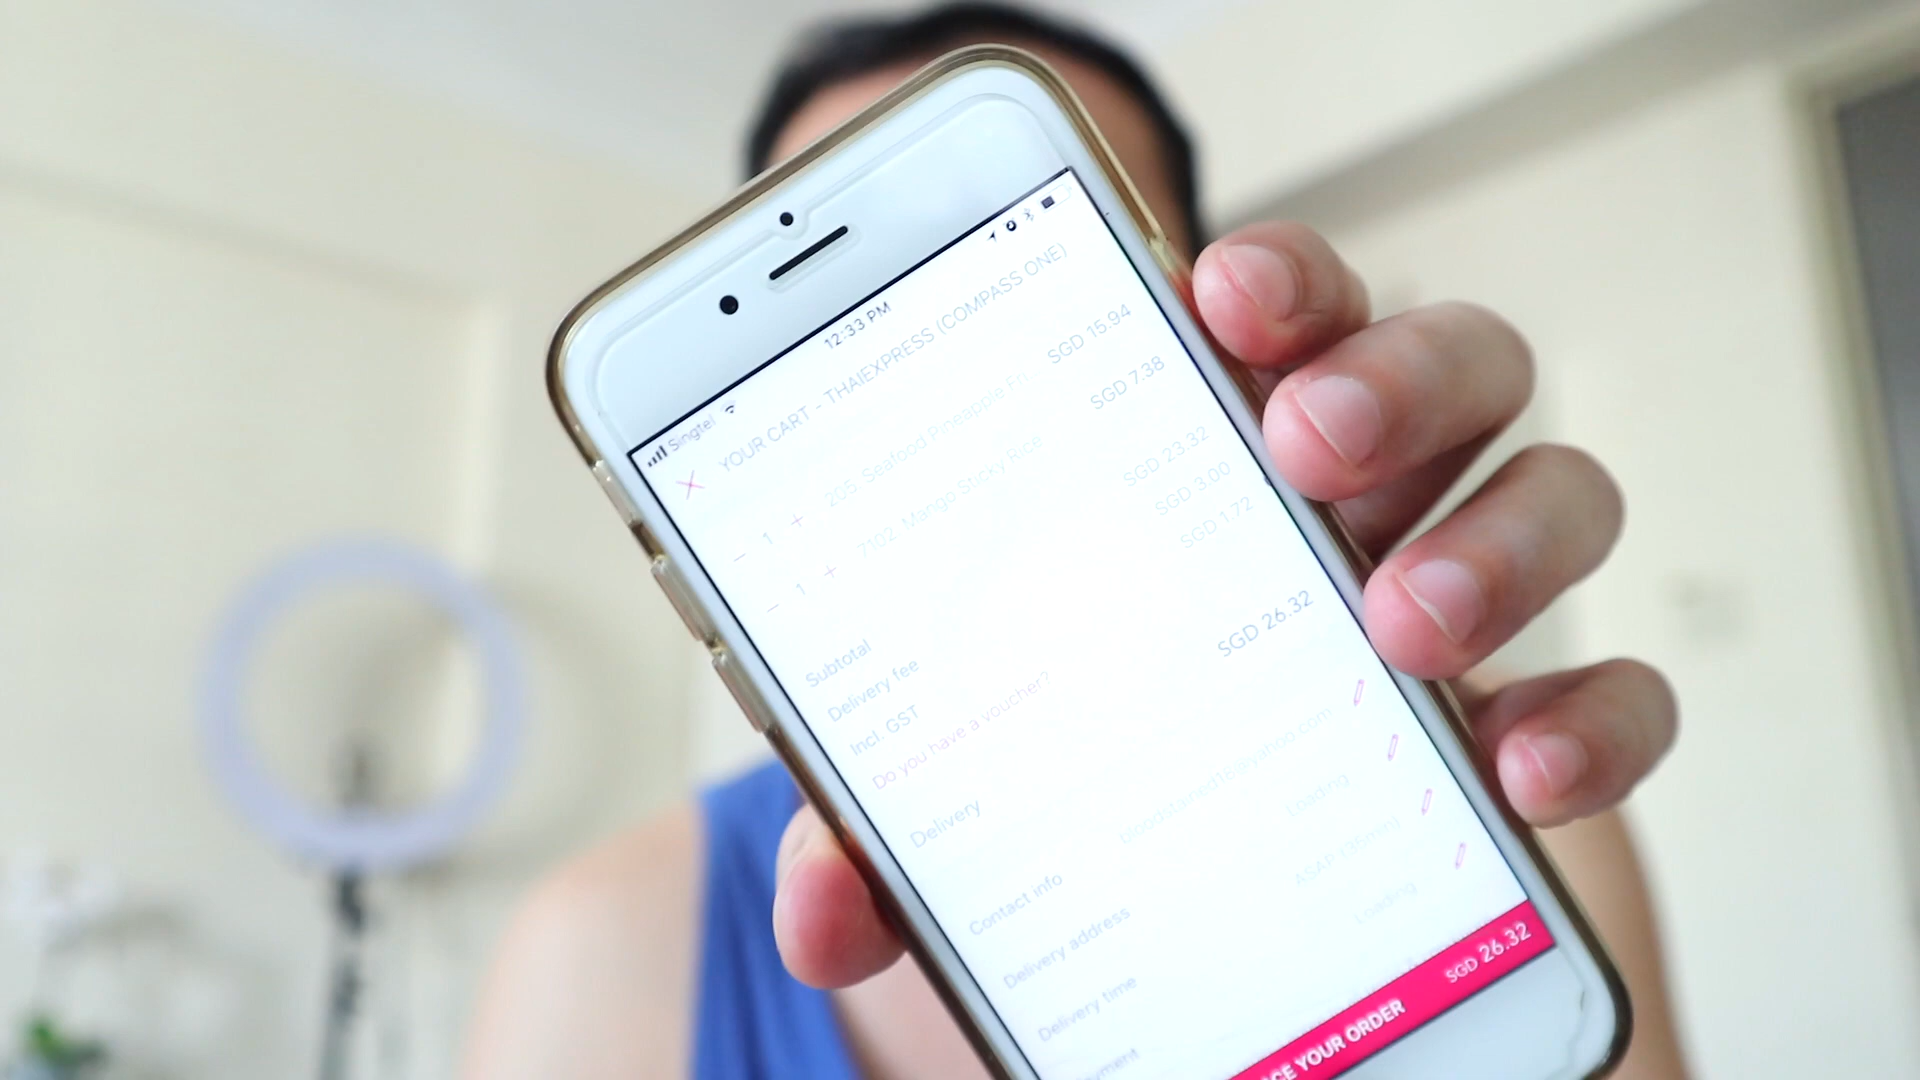 Singtel 12:33 PM
YOUR CART - THAIEXPRESS (COMPASS ONE)
− 1 + 205. Seafood Pineapple Fri... SGD 15.94
− 1 + 7102. Mango Sticky Rice SGD 7.38
Subtotal SGD 23.32
Delivery fee SGD 3.00
Incl. GST SGD 1.72
Do you have a voucher?
SGD 26.32
Delivery
Contact info
Delivery address Loading
Delivery time ASAP
Loading
CE YOUR ORDER SGD 26.32